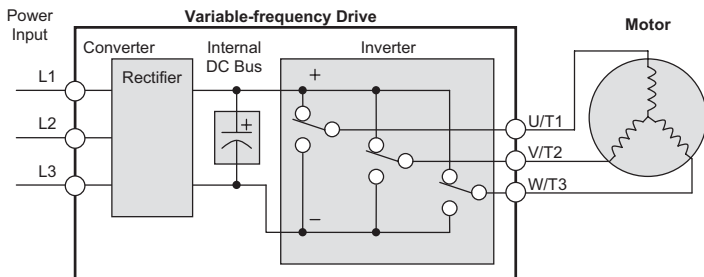 Power
Input
Variable-frequency Drive
Motor
Converter
Internal
DC Bus
Inverter
Rectifier
L1
L2
L3
+
+
–
U/T1
V/T2
W/T3